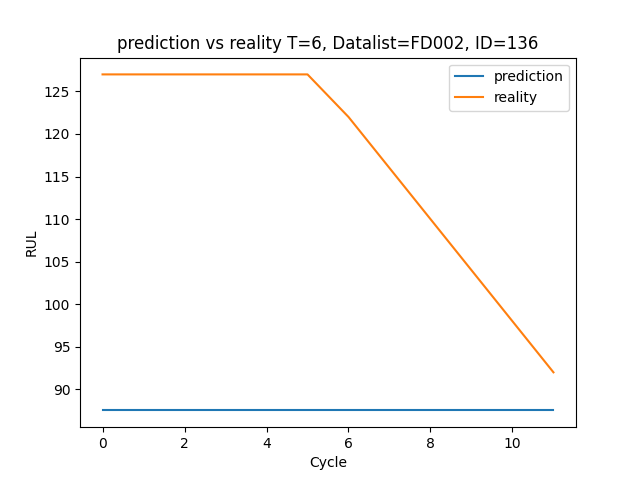 prediction vs reality T=6, Datalist=FD002, ID=136
prediction
reality
125
120
115
110
105
100
95
90
RUL
0 2 4 6 8 10
Cycle